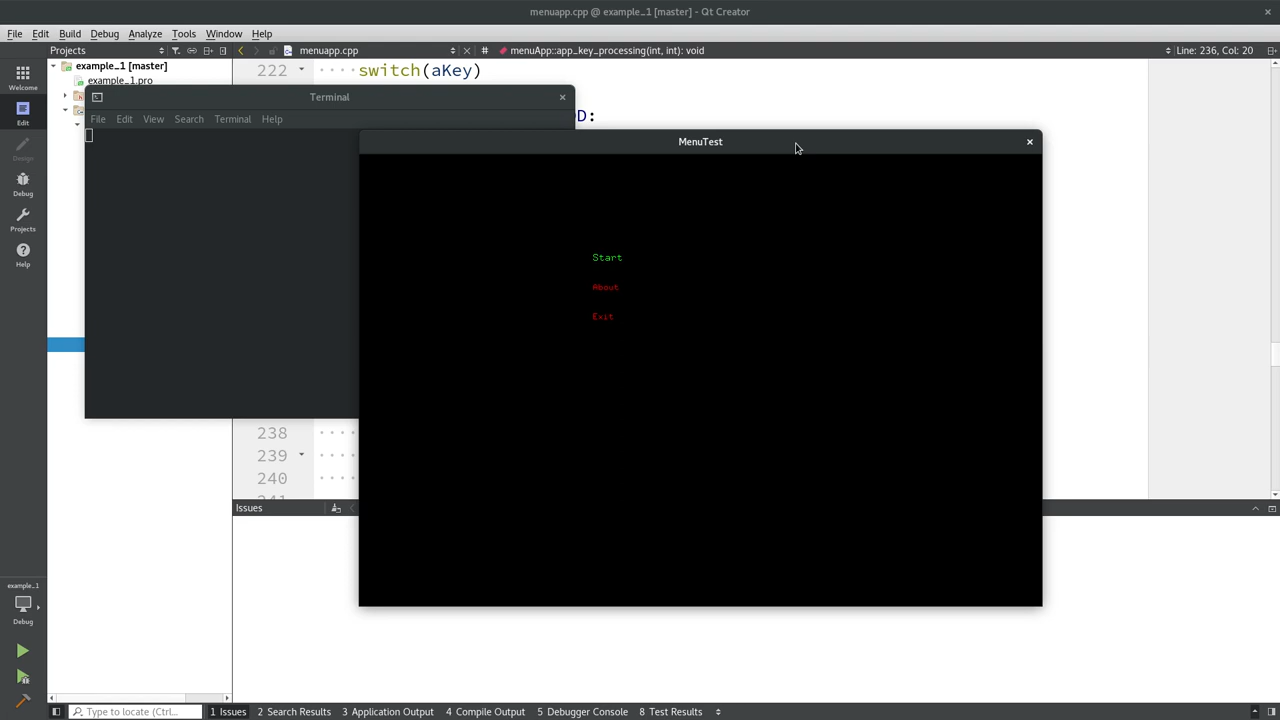 menuapp.cpp @ example_1 [master] - Qt Creator
File Edit Build Debug Analyze Tools Window Help
Projects menuapp.cpp # menuApp::app_key_processing(int, int): void Line: 236, Col: 20
example_1 [master]
example_1.pro
222 switch(aKey)
Welcome
Edit
Design
Debug
Projects
Help
Terminal
File Edit View Search Terminal Help
D:
MenuTest
Start
About
Exit
238
239
240
241
Issues
example_1
Debug
Type to locate (Ctrl... 1 Issues 2 Search Results 3 Application Output 4 Compile Output 5 Debugger Console 8 Test Results